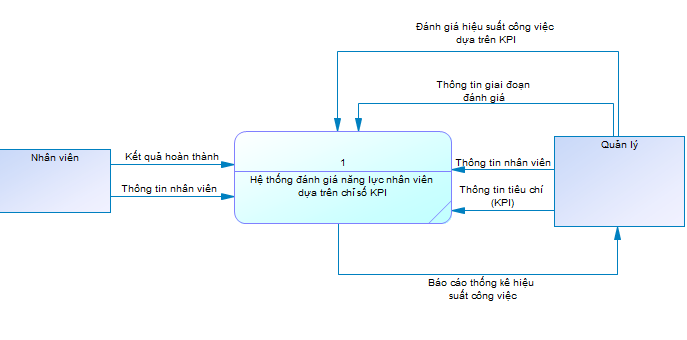 Đánh giá hiệu suất công việc
dựa trên KPI
Thông tin giai đoạn
đánh giá
Nhân viên
Kết quả hoàn thành
Thông tin nhân viên
1
Hệ thống đánh giá năng lực nhân viên
dựa trên chỉ số KPI
Quản lý
Thông tin nhân viên
Thông tin tiêu chí
(KPI)
Báo cáo thống kê hiệu
suất công việc